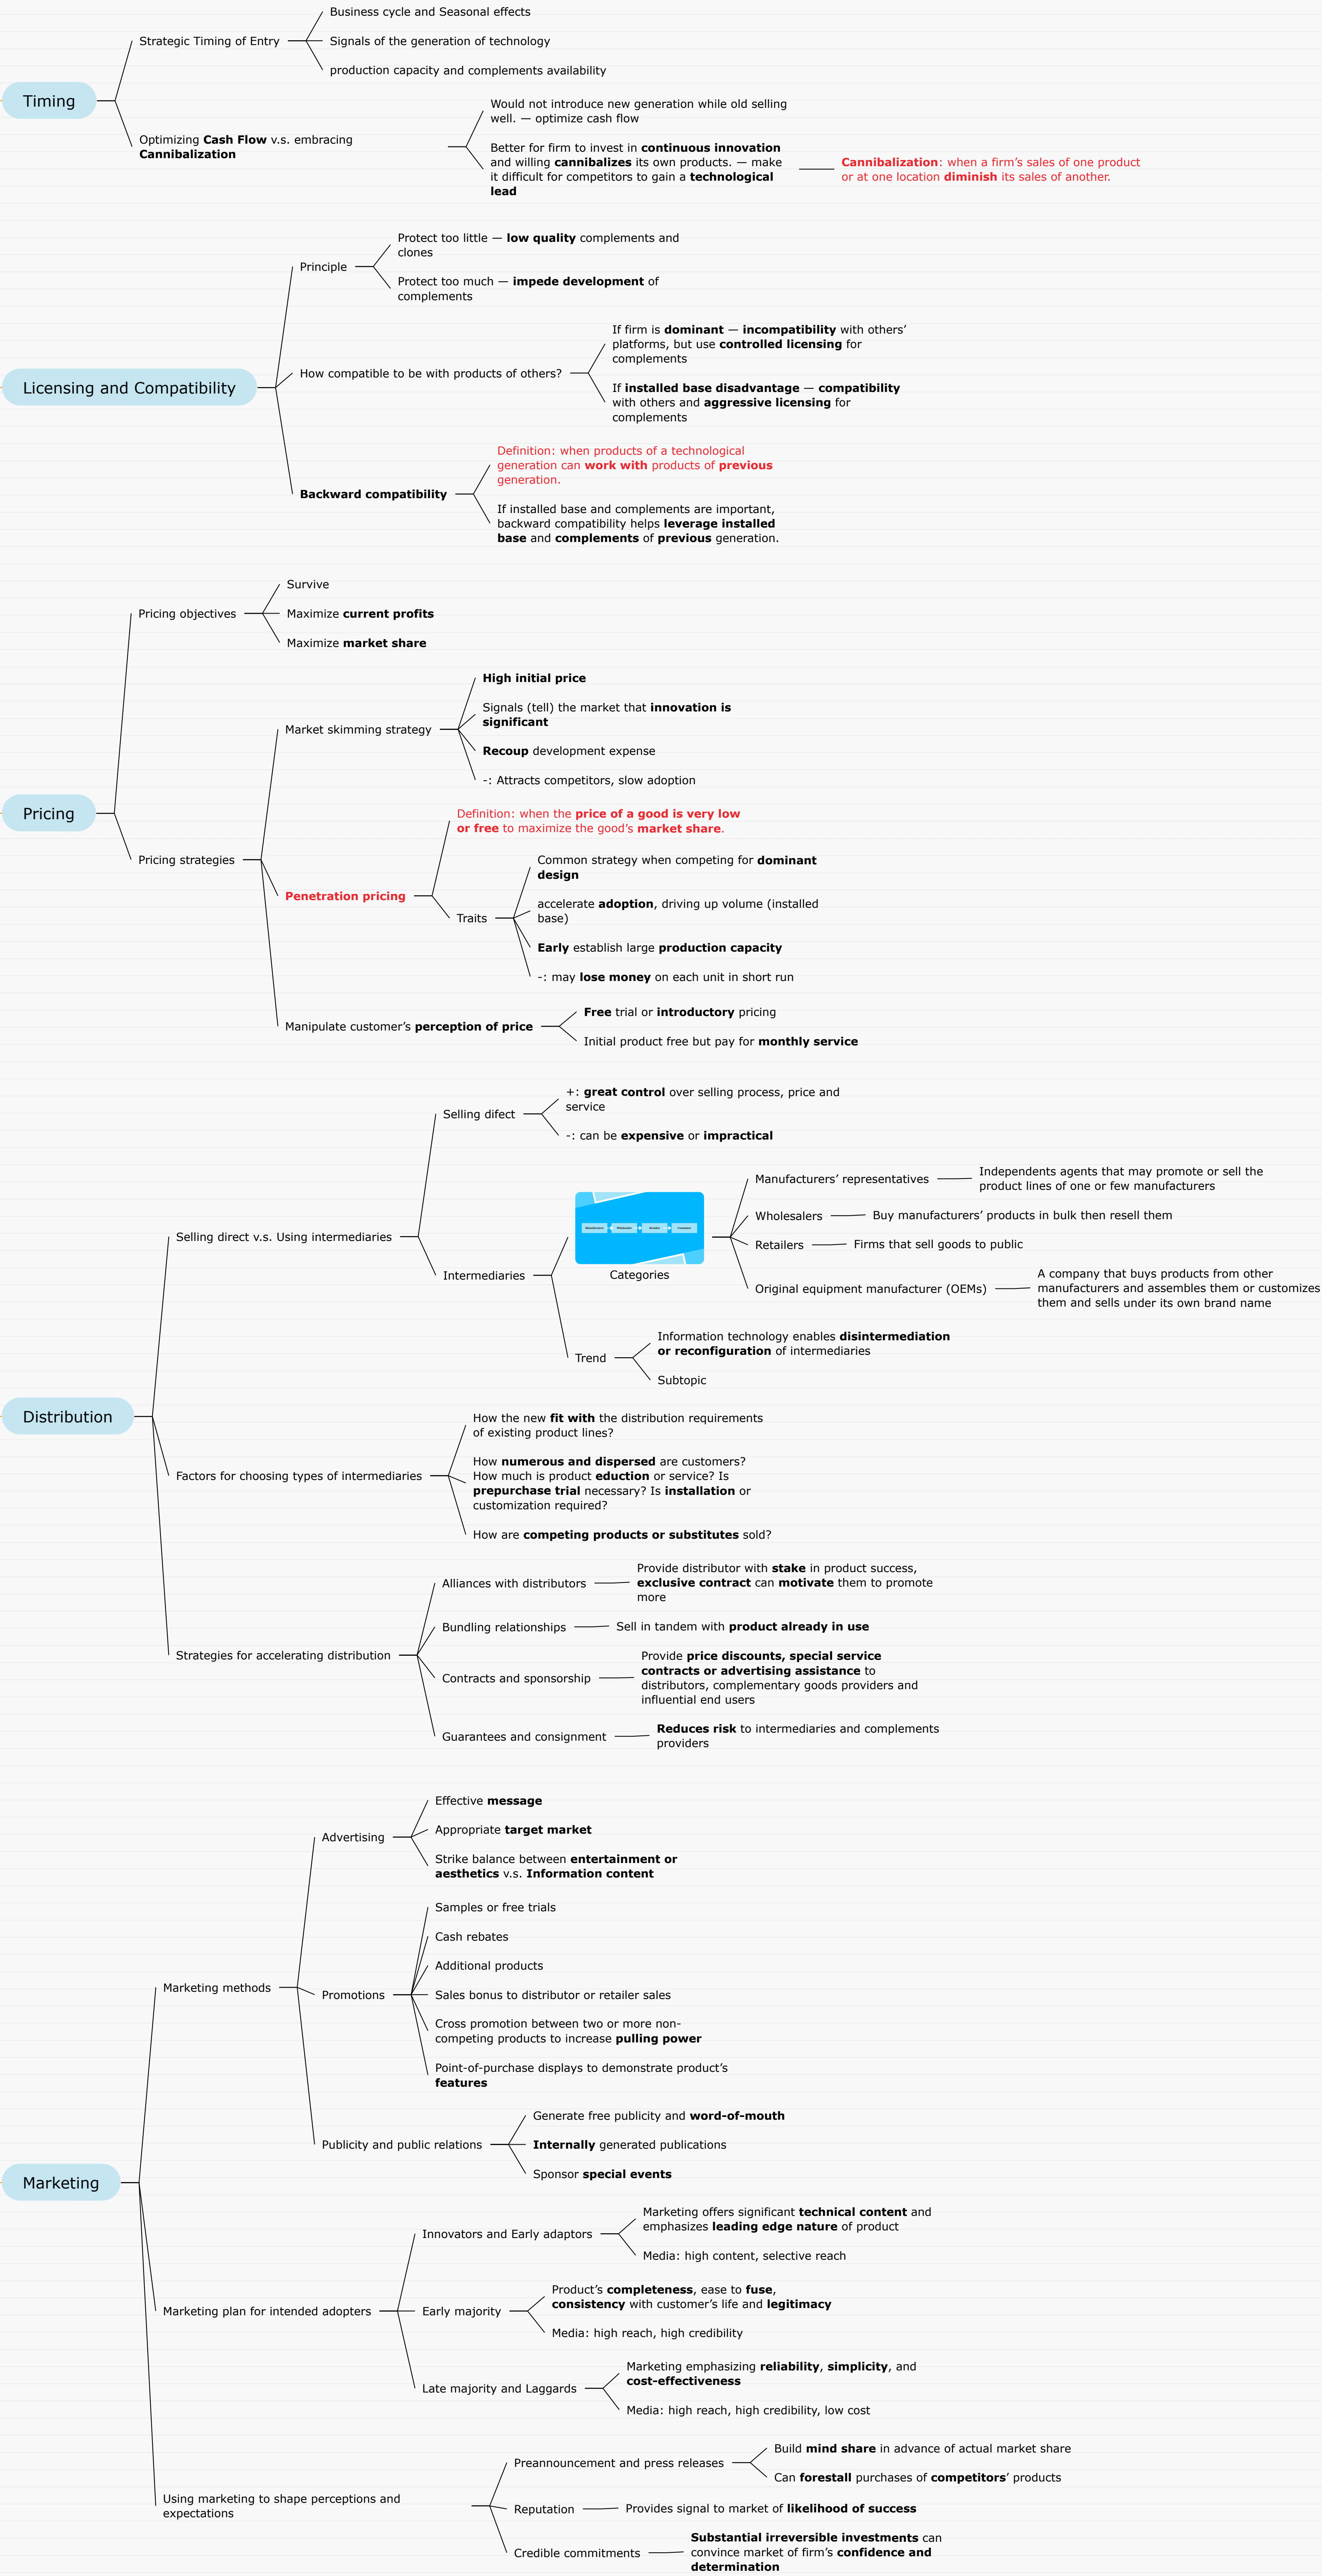 Timing
Strategic Timing of Entry
Business cycle and Seasonal effects
Signals of the generation of technology
production capacity and complements availability
Optimizing Cash Flow v.s. embracing
Cannibalization
Would not introduce new generation while old selling
well. — optimize cash flow
Better for firm to invest in continuous innovation
and willing cannibalizes its own products. — make
it difficult for competitors to gain a technological
lead
Cannibalization: when a firm’s sales of one product
or at one location diminish its sales of another.
Licensing and Compatibility
Principle
Protect too little — low quality complements and
clones
Protect too much — impede development of
complements
How compatible to be with products of others?
If firm is dominant — incompatibility with others’
platforms, but use controlled licensing for
complements
If installed base disadvantage — compatibility
with others and aggressive licensing for
complements
Backward compatibility
Definition: when products of a technological
generation can work with products of previous
generation.
If installed base and complements are important,
backward compatibility helps leverage installed
base and complements of previous generation.
Pricing
Pricing objectives
Survive
Maximize current profits
Maximize market share
Pricing strategies
Market skimming strategy
High initial price
Signals (tell) the market that innovation is
significant
Recoup development expense
-: Attracts competitors, slow adoption
Penetration pricing
Definition: when the price of a good is very low
or free to maximize the good’s market share.
Traits
Common strategy when competing for dominant
design
accelerate adoption, driving up volume (installed
base)
Early establish large production capacity
-: may lose money on each unit in short run
Manipulate customer’s perception of price
Free trial or introductory pricing
Initial product free but pay for monthly service
Distribution
Selling direct v.s. Using intermediaries
Selling difect
+: great control over selling process, price and
service
-: can be expensive or impractical
Intermediaries
Categories
Manufacturers’ representatives
Independents agents that may promote or sell the
product lines of one or few manufacturers
Wholesalers
Buy manufacturers’ products in bulk then resell them
Retailers
Firms that sell goods to public
Original equipment manufacturer (OEMs)
A company that buys products from other
manufacturers and assembles them or customizes
them and sells under its own brand name
Trend
Information technology enables disintermediation
or reconfiguration of intermediaries
Subtopic
Factors for choosing types of intermediaries
How the new fit with the distribution requirements
of existing product lines?
How numerous and dispersed are customers?
How much is product eduction or service? Is
prepurchase trial necessary? Is installation or
customization required?
How are competing products or substitutes sold?
Strategies for accelerating distribution
Alliances with distributors
Provide distributor with stake in product success,
exclusive contract can motivate them to promote
more
Bundling relationships
Sell in tandem with product already in use
Contracts and sponsorship
Provide price discounts, special service
contracts or advertising assistance to
distributors, complementary goods providers and
influential end users
Guarantees and consignment
Reduces risk to intermediaries and complements
providers
Marketing
Marketing methods
Advertising
Effective message
Appropriate target market
Strike balance between entertainment or
aesthetics v.s. Information content
Promotions
Samples or free trials
Cash rebates
Additional products
Sales bonus to distributor or retailer sales
Cross promotion between two or more non-
competing products to increase pulling power
Point-of-purchase displays to demonstrate product’s
features
Publicity and public relations
Generate free publicity and word-of-mouth
Internally generated publications
Sponsor special events
Marketing plan for intended adopters
Innovators and Early adaptors
Marketing offers significant technical content and
emphasizes leading edge nature of product
Media: high content, selective reach
Early majority
Product’s completeness, ease to fuse,
consistency with customer’s life and legitimacy
Media: high reach, high credibility
Late majority and Laggards
Marketing emphasizing reliability, simplicity, and
cost-effectiveness
Media: high reach, high credibility, low cost
Using marketing to shape perceptions and
expectations
Preannouncement and press releases
Build mind share in advance of actual market share
Can forestall purchases of competitors’ products
Reputation
Provides signal to market of likelihood of success
Credible commitments
Substantial irreversible investments can
convince market of firm’s confidence and
determination